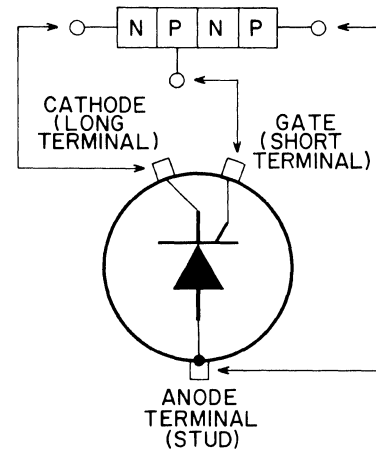 N P N P
CATHODE
(LONG
TERMINAL)
GATE
(SHORT
TERMINAL)
ANODE
TERMINAL
(STUD)